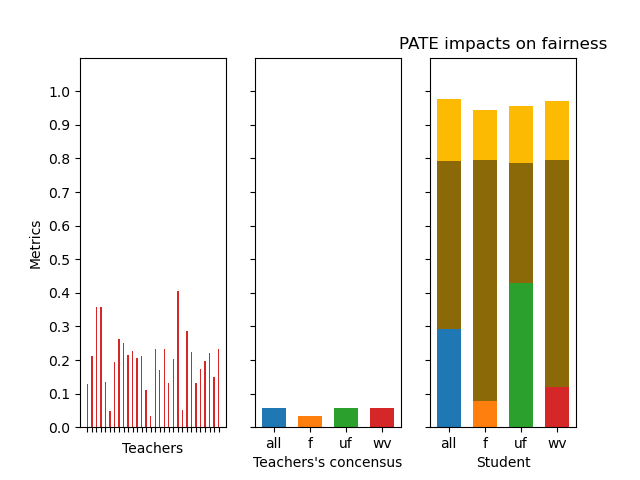 PATE impacts on fairness
Metrics
1.0
0.9
0.8
0.7
0.6
0.5
0.4
0.3
0.2
0.1
0.0
Teachers
all f uf wv
Teachers's concensus
all f uf wv
Student